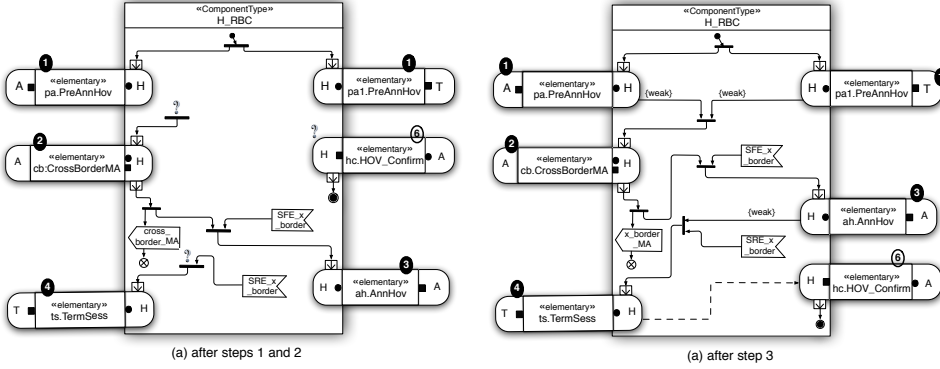 «ComponentType»
H_RBC
1
A
«elementary»
pa.PreAnnHov
H
1
H
«elementary»
pa1.PreAnnHov
T
?
2
A
«elementary»
cb:CrossBorderMA
H
?
6
H
«elementary»
hc.HOV_Confirm
A
cross_
border_MA
SFE_x
_border
?
SRE_x
_border
3
H
«elementary»
ah.AnnHov
A
4
T
«elementary»
ts.TermSess
H
(a) after steps 1 and 2
«ComponentType»
H_RBC
1
A
«elementary»
pa.PreAnnHov
H
{weak}
{weak}
H
«elementary»
pa1.PreAnnHov
T
2
A
«elementary»
cb:CrossBorderMA
H
SFE_x
_border
3
H
«elementary»
ah.AnnHov
A
{weak}
x_border
_MA
SRE_x
_border
6
H
«elementary»
hc.HOV_Confirm
A
4
T
«elementary»
ts.TermSess
H
(a) after step 3